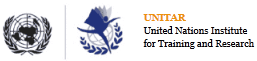 UNITAR
United Nations Institute
for Training and Research